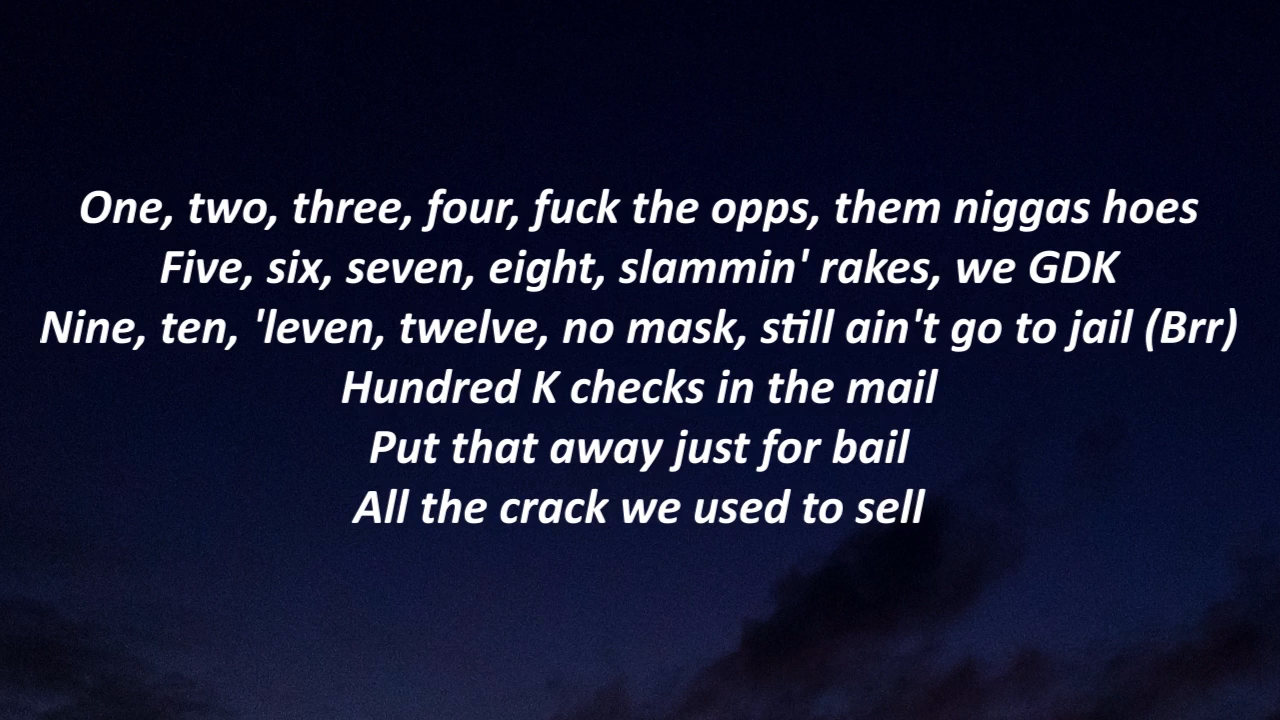 One, two, three, four, fuck the opps, them niggas hoes
Five, six, seven, eight, slammin' rakes, we GDK
Nine, ten, 'leven, twelve, no mask, still ain't go to jail (Brr)
Hundred K checks in the mail
Put that away just for bail
All the crack we used to sell